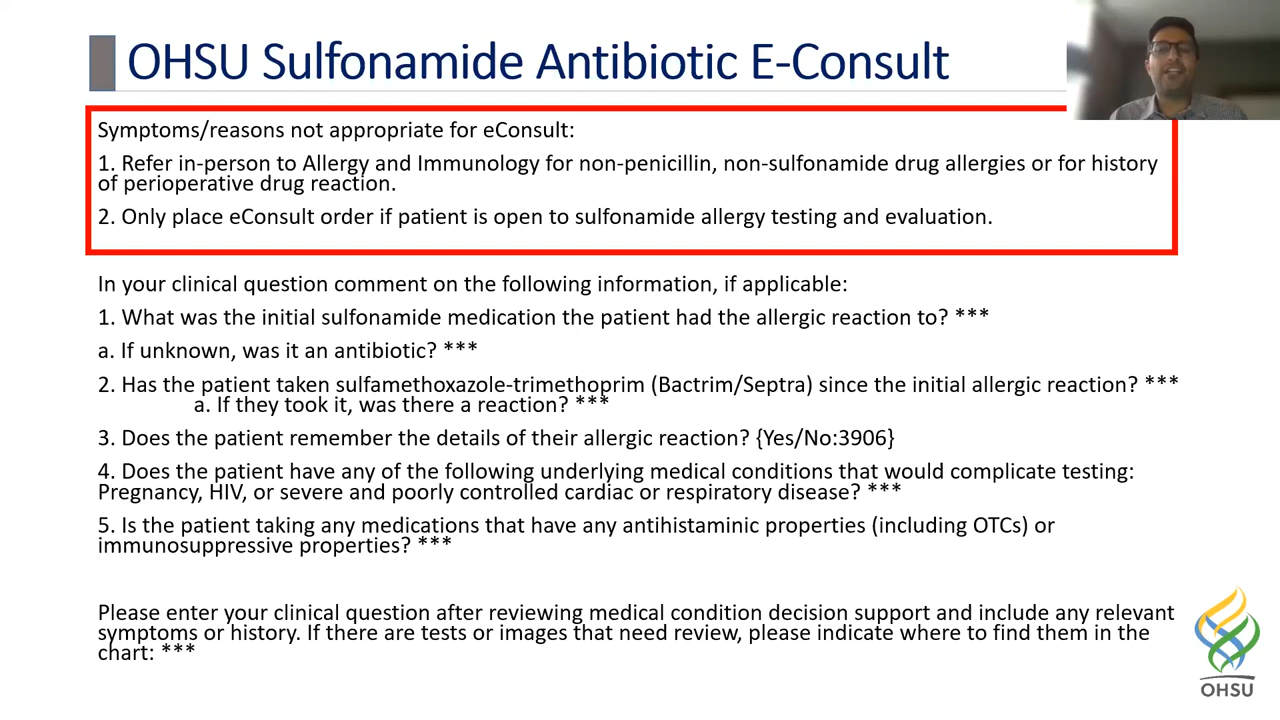 OHSU Sulfonamide Antibiotic E-Consult
Symptoms/reasons not appropriate for eConsult:
1. Refer in-person to Allergy and Immunology for non-penicillin, non-sulfonamide drug allergies or for history
of perioperative drug reaction.
2. Only place eConsult order if patient is open to sulfonamide allergy testing and evaluation.
In your clinical question comment on the following information, if applicable:
1. What was the initial sulfonamide medication the patient had the allergic reaction to? ***
a. If unknown, was it an antibiotic? ***
2. Has the patient taken sulfamethoxazole-trimethoprim (Bactrim/Septra) since the initial allergic reaction? ***
a. If they took it, was there a reaction? ***
3. Does the patient remember the details of their allergic reaction? {Yes/No:3906}
4. Does the patient have any of the following underlying medical conditions that would complicate testing:
Pregnancy, HIV, or severe and poorly controlled cardiac or respiratory disease? ***
5. Is the patient taking any medications that have any antihistaminic properties (including OTCs) or
immunosuppressive properties? ***
Please enter your clinical question after reviewing medical condition decision support and include any relevant
symptoms or history. If there are tests or images that need review, please indicate where to find them in the
chart: ***
OHSU